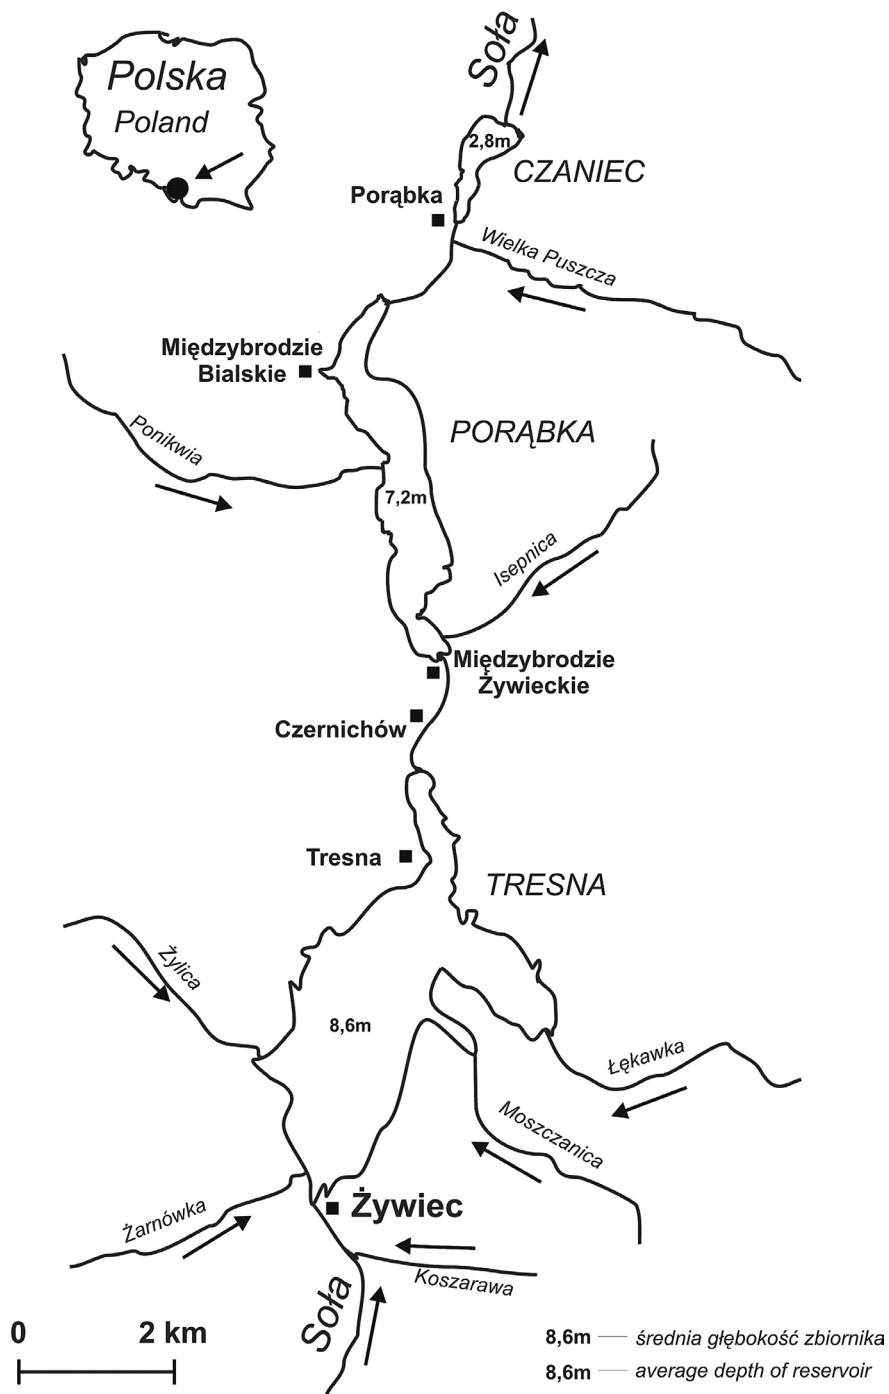 Polska
Poland
Soła
2,8m
CZANIEC
Porąbka
Wielka Puszcza
Międzybrodzie
Bialskie
PORĄBKA
Ponikwia
7,2m
Isepnica
Międzybrodzie
Żywieckie
Czernichów
Tresna
TRESNA
Żylica
8,6m
Łękawka
Moszczanica
Żarnówka
Żywiec
Koszarawa
Soła
0 2 km
8,6m — średnia głębokość zbiornika
8,6m — average depth of reservoir